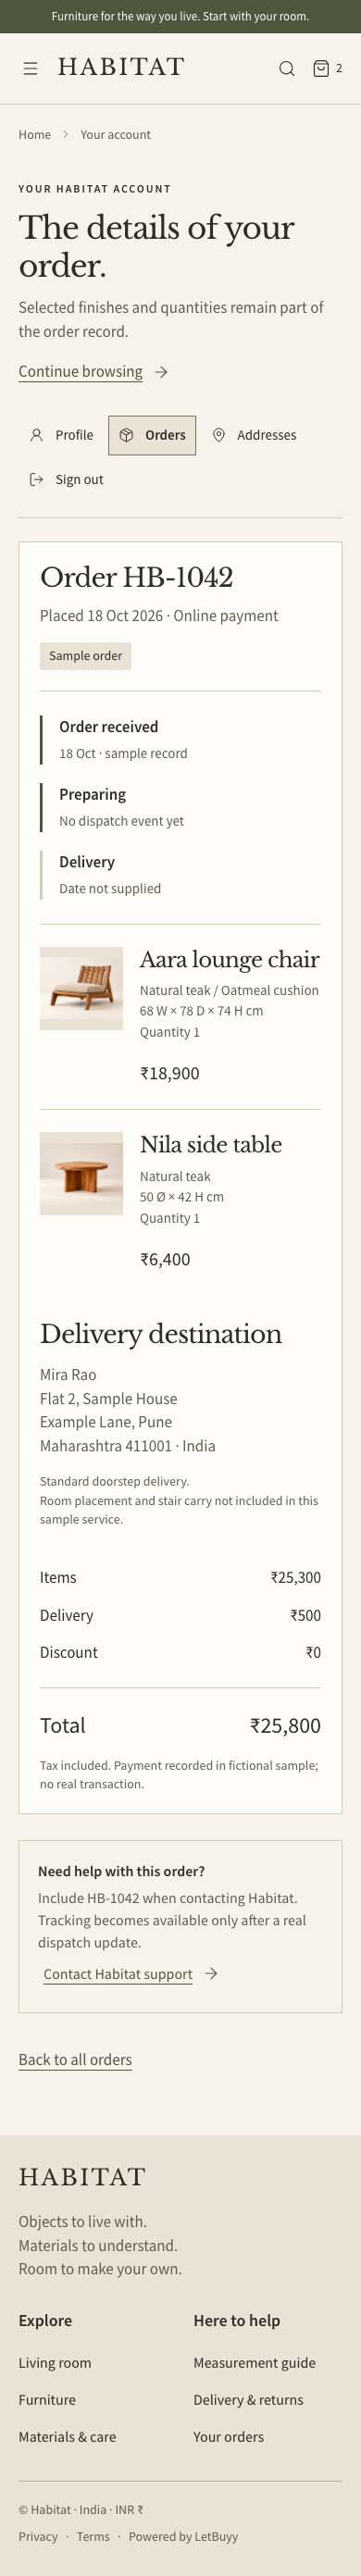 Furniture for the way you live. Start with your room.
HABITAT
2
Home > Your account
YOUR HABITAT ACCOUNT
The details of your
order.
Selected finishes and quantities remain part of
the order record.
Continue browsing →
Profile
Orders
Addresses
Sign out
Order HB-1042
Placed 18 Oct 2026 · Online payment
Sample order
Order received
18 Oct · sample record
Preparing
No dispatch event yet
Delivery
Date not supplied
Aara lounge chair
Natural teak / Oatmeal cushion
68 W × 78 D × 74 H cm
Quantity 1
₹18,900
Nila side table
Natural teak
50 Ø × 42 H cm
Quantity 1
₹6,400
Delivery destination
Mira Rao
Flat 2, Sample House
Example Lane, Pune
Maharashtra 411001 · India
Standard doorstep delivery.
Room placement and stair carry not included in this
sample service.
Items ₹25,300
Delivery ₹500
Discount ₹0
Total ₹25,800
Tax included. Payment recorded in fictional sample;
no real transaction.
Need help with this order?
Include HB-1042 when contacting Habitat.
Tracking becomes available only after a real
dispatch update.
Contact Habitat support →
Back to all orders
HABITAT
Objects to live with.
Materials to understand.
Room to make your own.
Explore
Living room
Furniture
Materials & care
Here to help
Measurement guide
Delivery & returns
Your orders
© Habitat · India · INR ₹
Privacy · Terms · Powered by LetBuyy